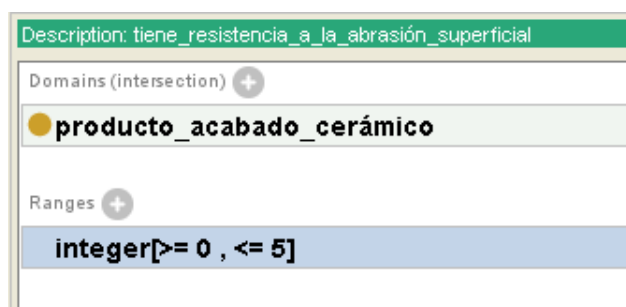 Description: tiene_resistencia_a_la_abrasión_superficial
Domains (intersection)
producto_acabado_cerámico
Ranges
integer[>= 0 , <= 5]